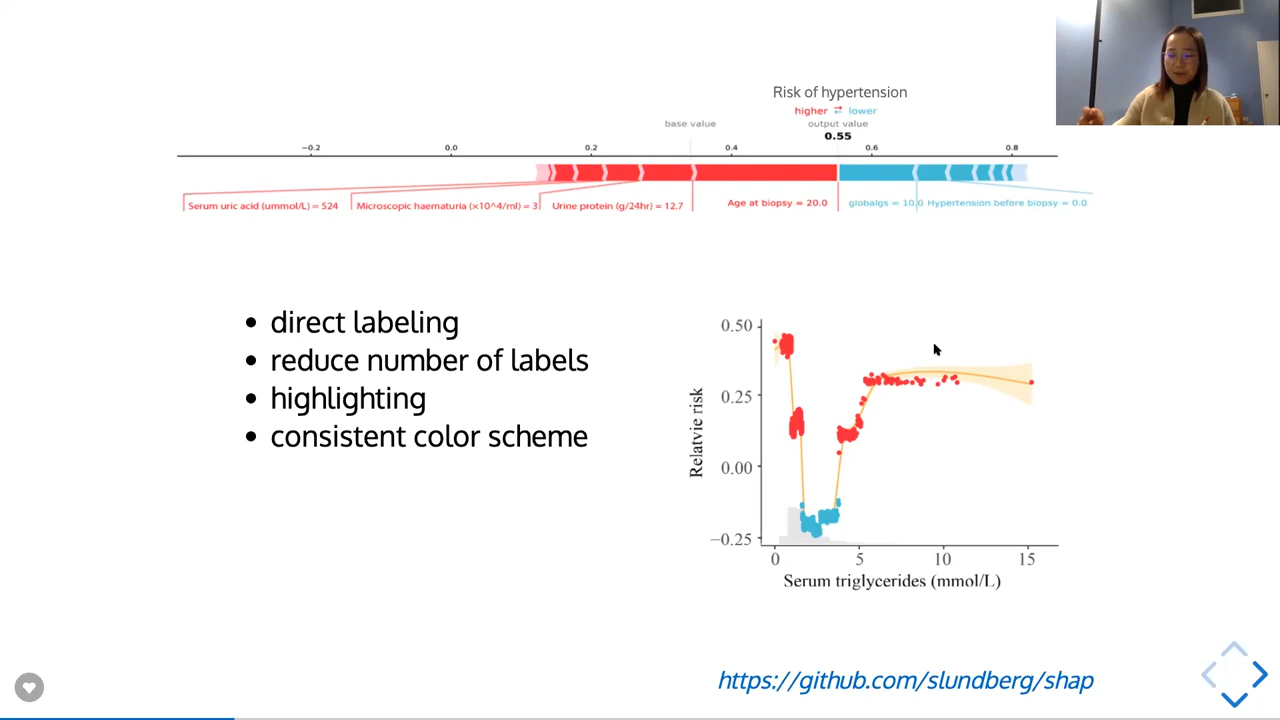 Risk of hypertension
higher ⇄ lower
base value
output value
0.55
−0.2
0.0
0.2
0.4
0.6
0.8
Serum uric acid (ummol/L) = 524
Microscopic haematuria (×10^4/ml) = 3
Urine protein (g/24hr) = 12.7
Age at biopsy = 20.0
globalgs = 10.0
Hypertension before biopsy = 0.0
• direct labeling
• reduce number of labels
• highlighting
• consistent color scheme
0.50
0.25
0.00
−0.25
Relatvie risk
0
5
10
15
Serum triglycerides (mmol/L)
https://github.com/slundberg/shap